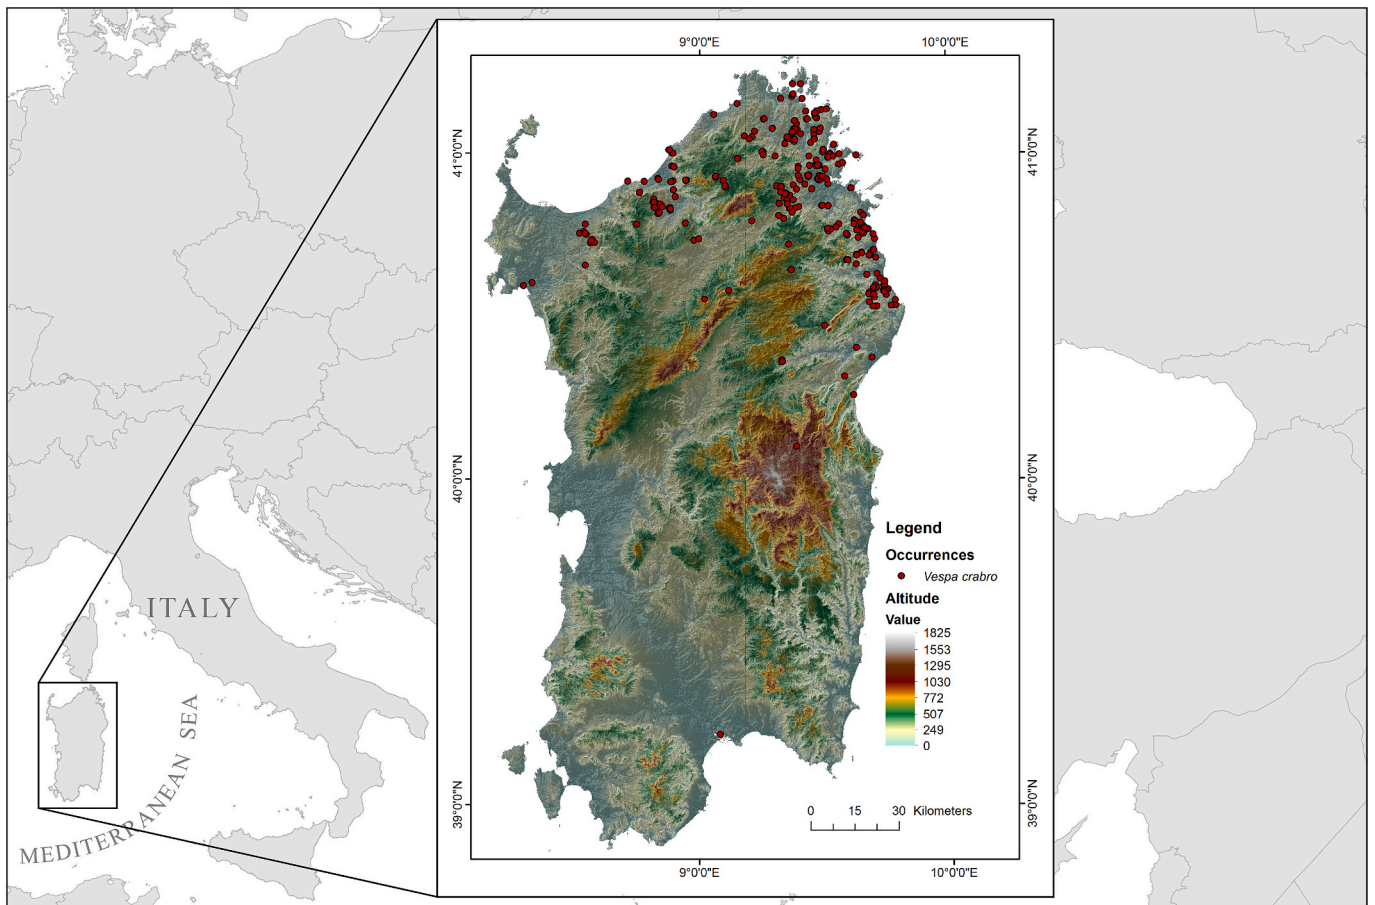 9°0'0"E 10°0'0"E
41°0'0"N 41°0'0"N
40°0'0"N 40°0'0"N
Legend
Occurrences
Vespa crabro
Altitude
Value
1825
1553
1295
1030
772
507
249
0
ITALY
MEDITERRANEAN SEA
39°0'0"N 39°0'0"N
0 15 30 Kilometers
9°0'0"E 10°0'0"E